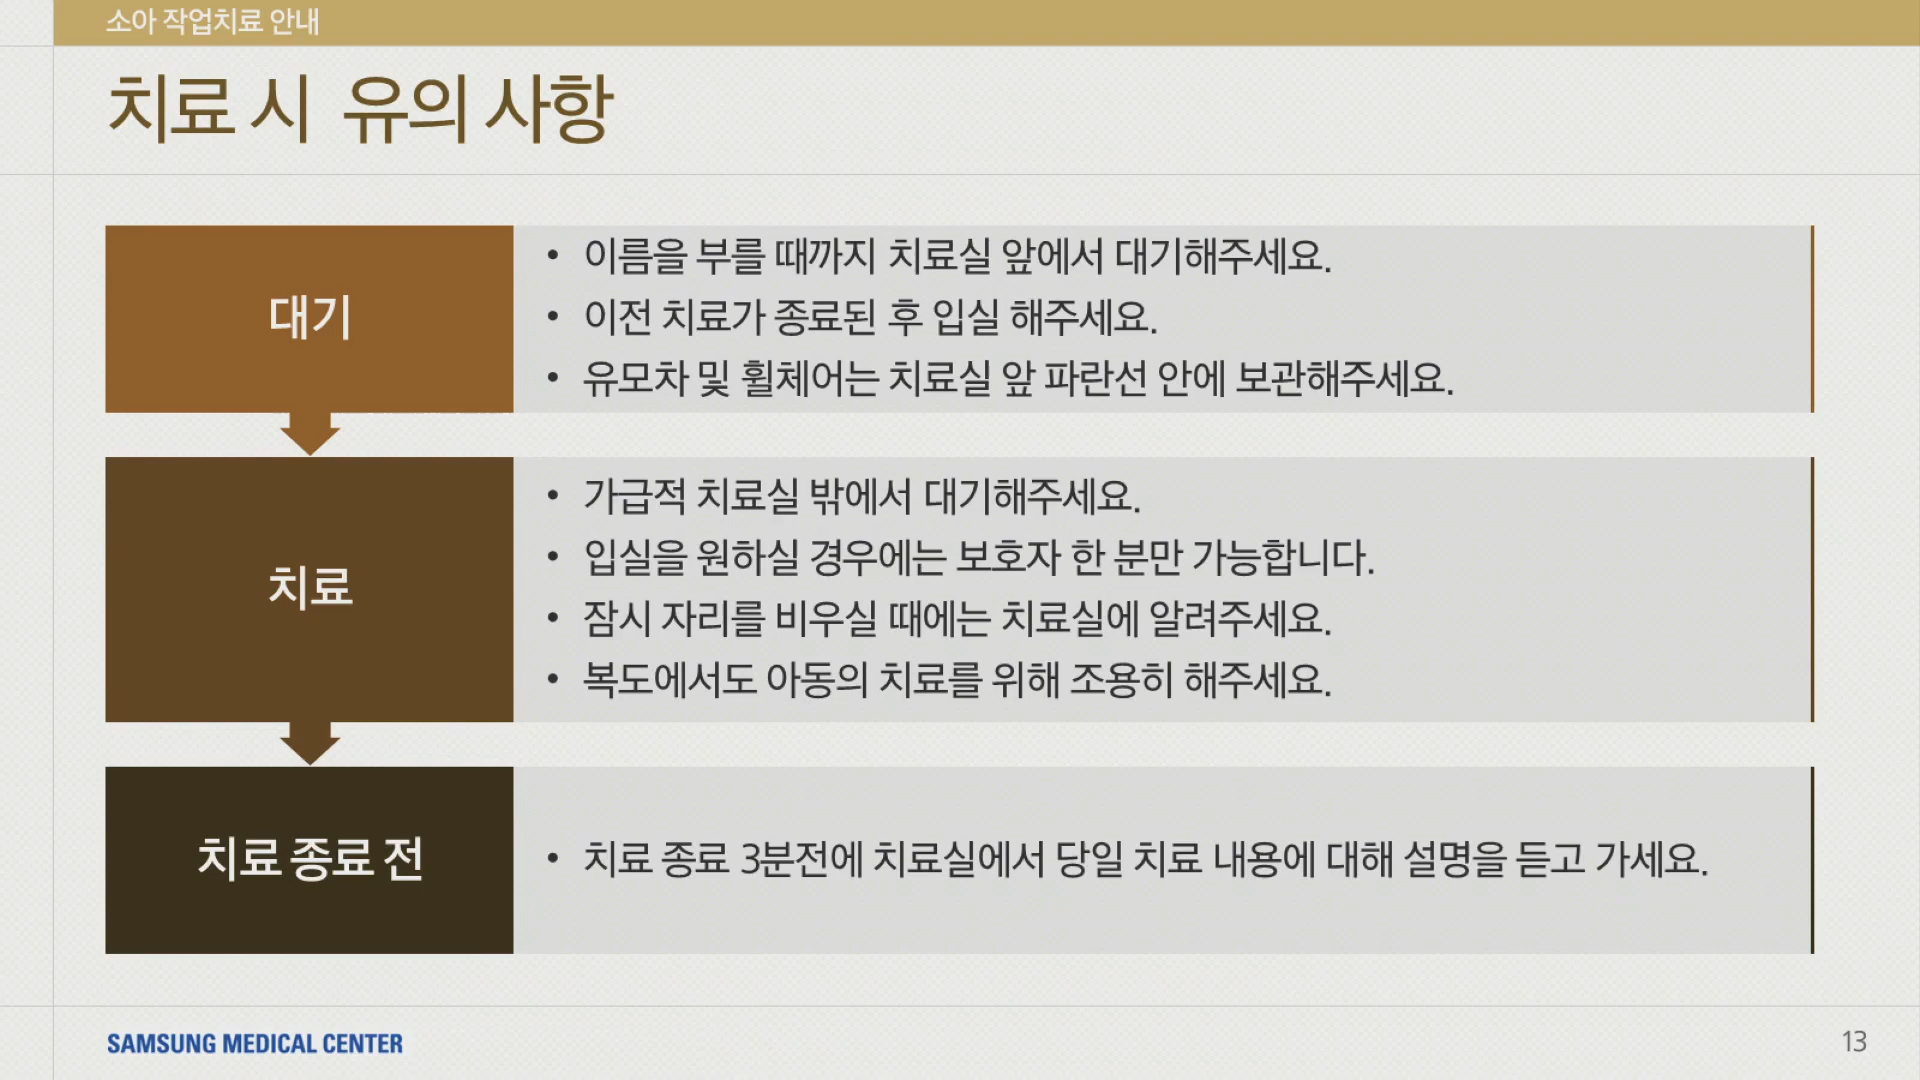 소아 작업치료 안내
치료 시 유의 사항
대기
• 이름을 부를 때까지 치료실 앞에서 대기해주세요.
• 이전 치료가 종료된 후 입실 해주세요.
• 유모차 및 휠체어는 치료실 앞 파란선 안에 보관해주세요.
치료
• 가급적 치료실 밖에서 대기해주세요.
• 입실을 원하실 경우에는 보호자 한 분만 가능합니다.
• 잠시 자리를 비우실 때에는 치료실에 알려주세요.
• 복도에서도 아동의 치료를 위해 조용히 해주세요.
치료 종료 전
• 치료 종료 3분전에 치료실에서 당일 치료 내용에 대해 설명을 듣고 가세요.
SAMSUNG MEDICAL CENTER
13